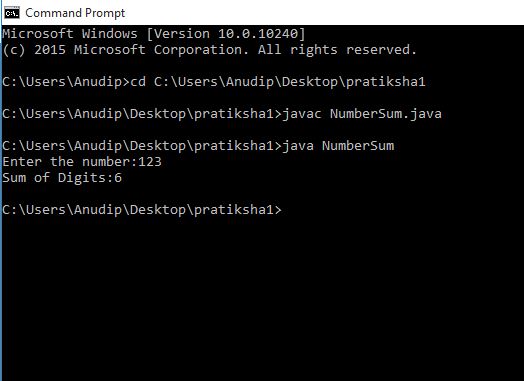 Command Prompt
Microsoft Windows [Version 10.0.10240]
(c) 2015 Microsoft Corporation. All rights reserved.
C:\Users\Anudip>cd C:\Users\Anudip\Desktop\pratiksha1
C:\Users\Anudip\Desktop\pratiksha1>javac NumberSum.java
C:\Users\Anudip\Desktop\pratiksha1>java NumberSum
Enter the number:123
Sum of Digits:6
C:\Users\Anudip\Desktop\pratiksha1>